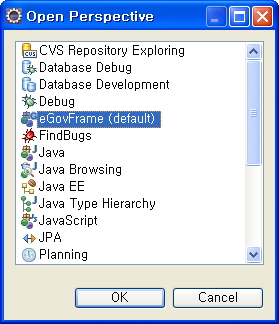 Open Perspective
CVS Repository Exploring
Database Debug
Database Development
Debug
eGovFrame (default)
FindBugs
Java
Java Browsing
Java EE
Java Type Hierarchy
JavaScript
JPA
Planning
OK
Cancel